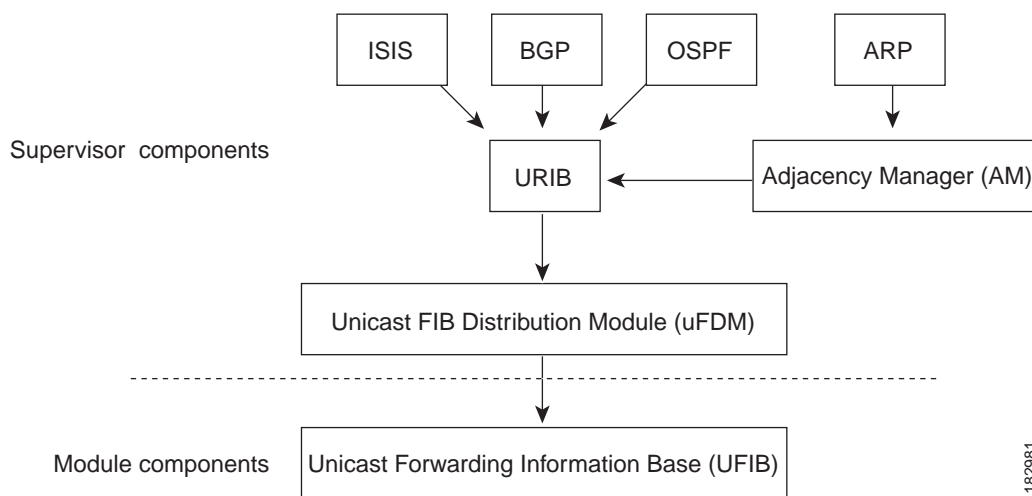 ISIS
BGP
OSPF
ARP
Supervisor components
URIB
Adjacency Manager (AM)
Unicast FIB Distribution Module (uFDM)
Module components
Unicast Forwarding Information Base (UFIB)
182981